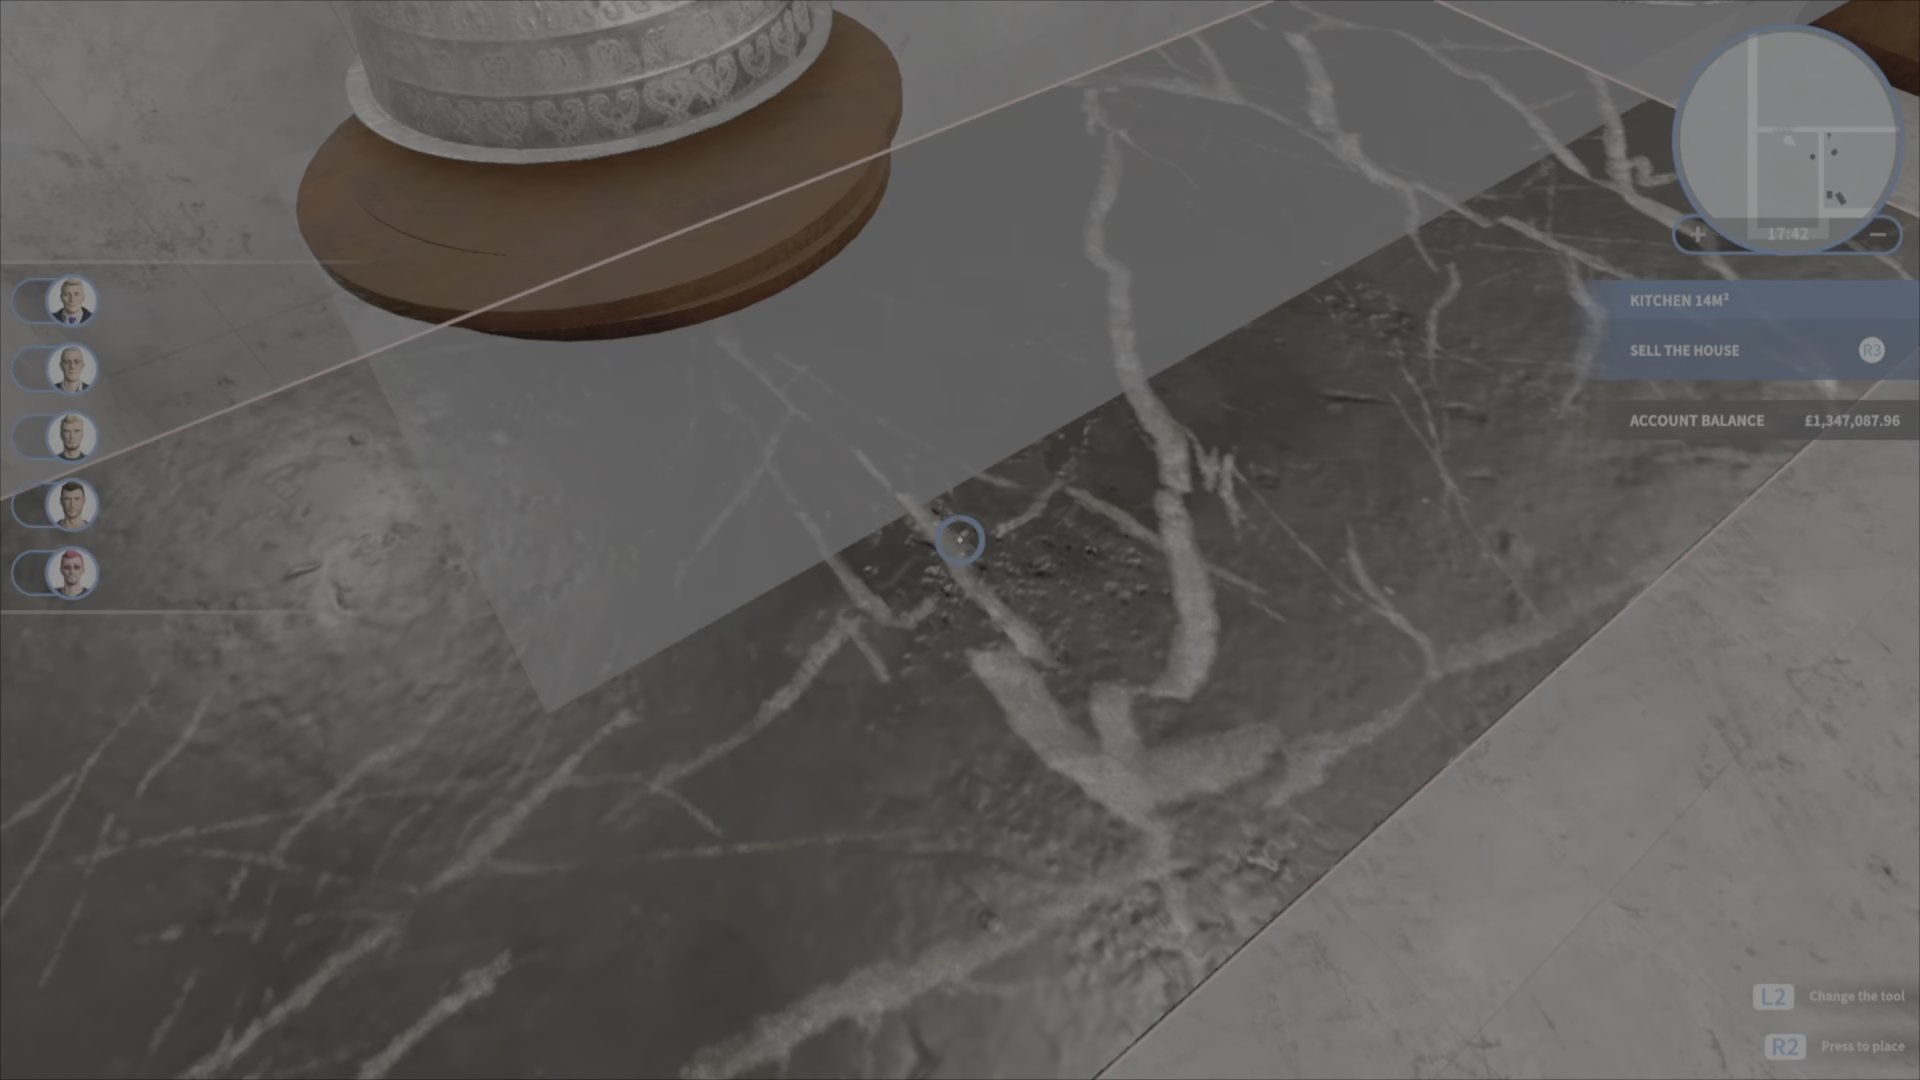 + 17:42 −
KITCHEN 14M²
SELL THE HOUSE R3
ACCOUNT BALANCE £1,347,087.96
L2 Change the tool
R2 Press to place